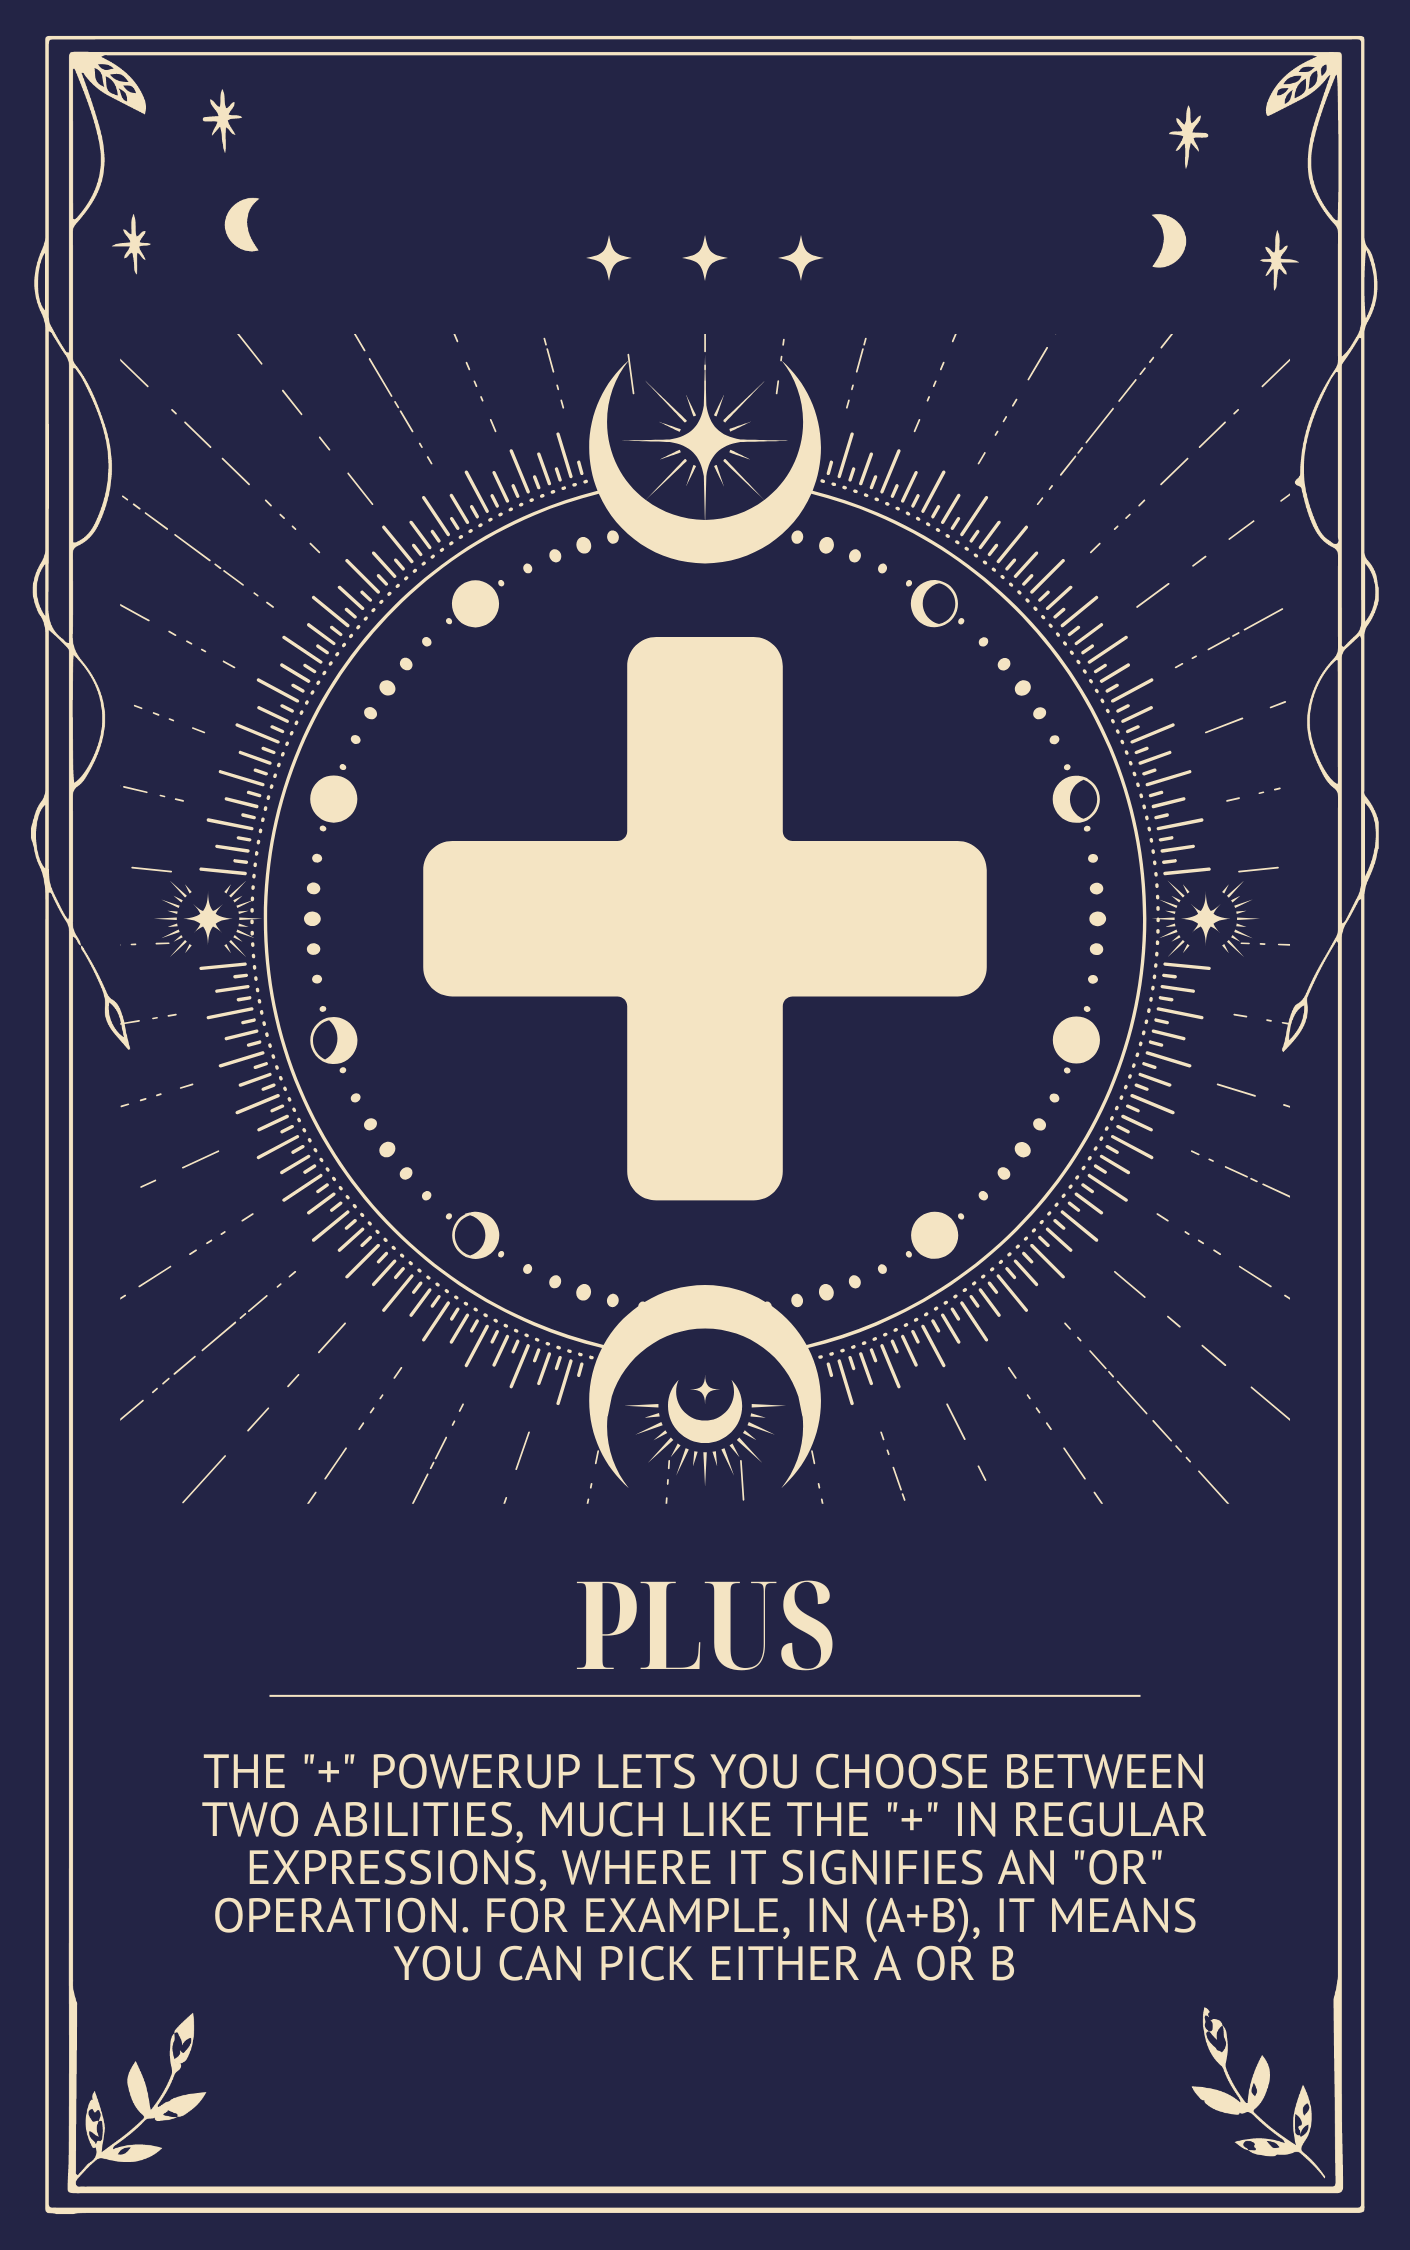 PLUS
THE "+" POWERUP LETS YOU CHOOSE BETWEEN
TWO ABILITIES, MUCH LIKE THE "+" IN REGULAR
EXPRESSIONS, WHERE IT SIGNIFIES AN "OR"
OPERATION. FOR EXAMPLE, IN (A+B), IT MEANS
YOU CAN PICK EITHER A OR B